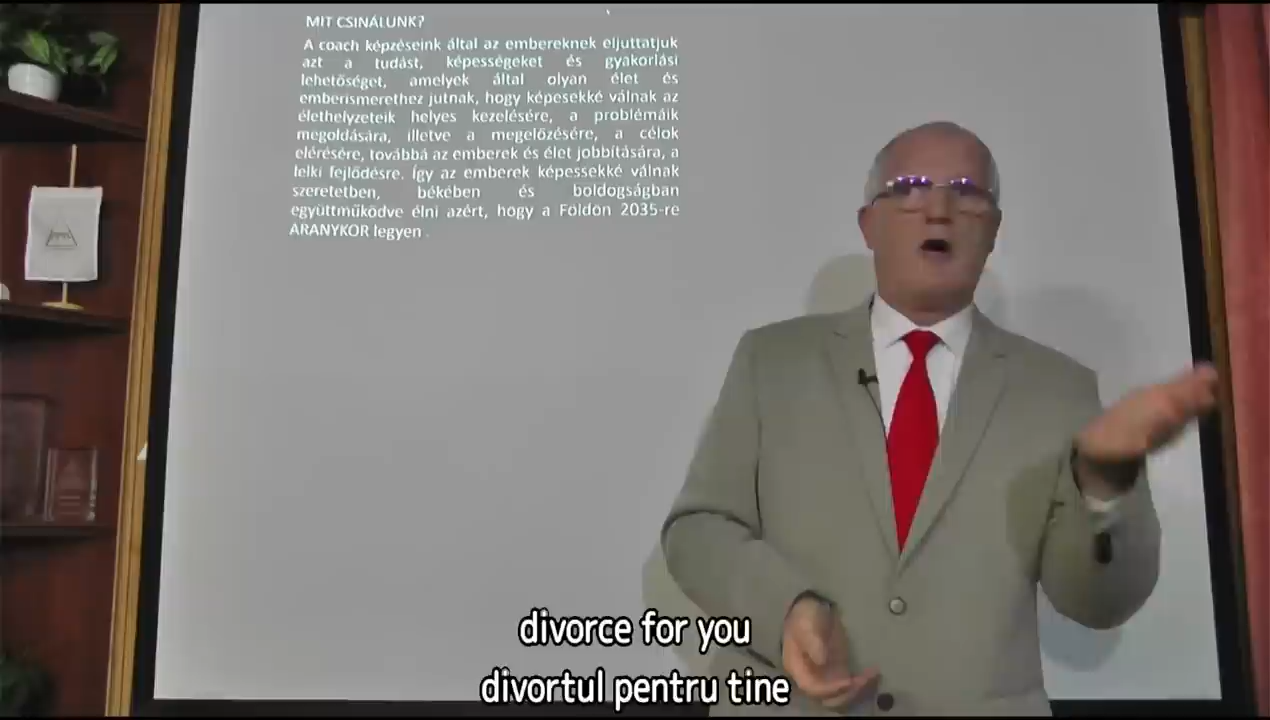 MIT CSINÁLUNK?
A coach képzéseink által az embereknek eljuttatjuk
azt a tudást, képességeket és gyakorlási
lehetőséget, amelyek által olyan élet és
emberismerethez jutnak, hogy képesekké válnak az
élethelyzeteik helyes kezelésére, a problémáik
megoldására, illetve a megelőzésére, a célok
elérésére, továbbá az emberek és élet jobbítására, a
lelki fejlődésre. Így az emberek képessekké válnak
szeretetben, békében és boldogságban
együttműködve élni azért, hogy a Földön 2035-re
ARANYKOR legyen .
divorce for you
divortul pentru tine